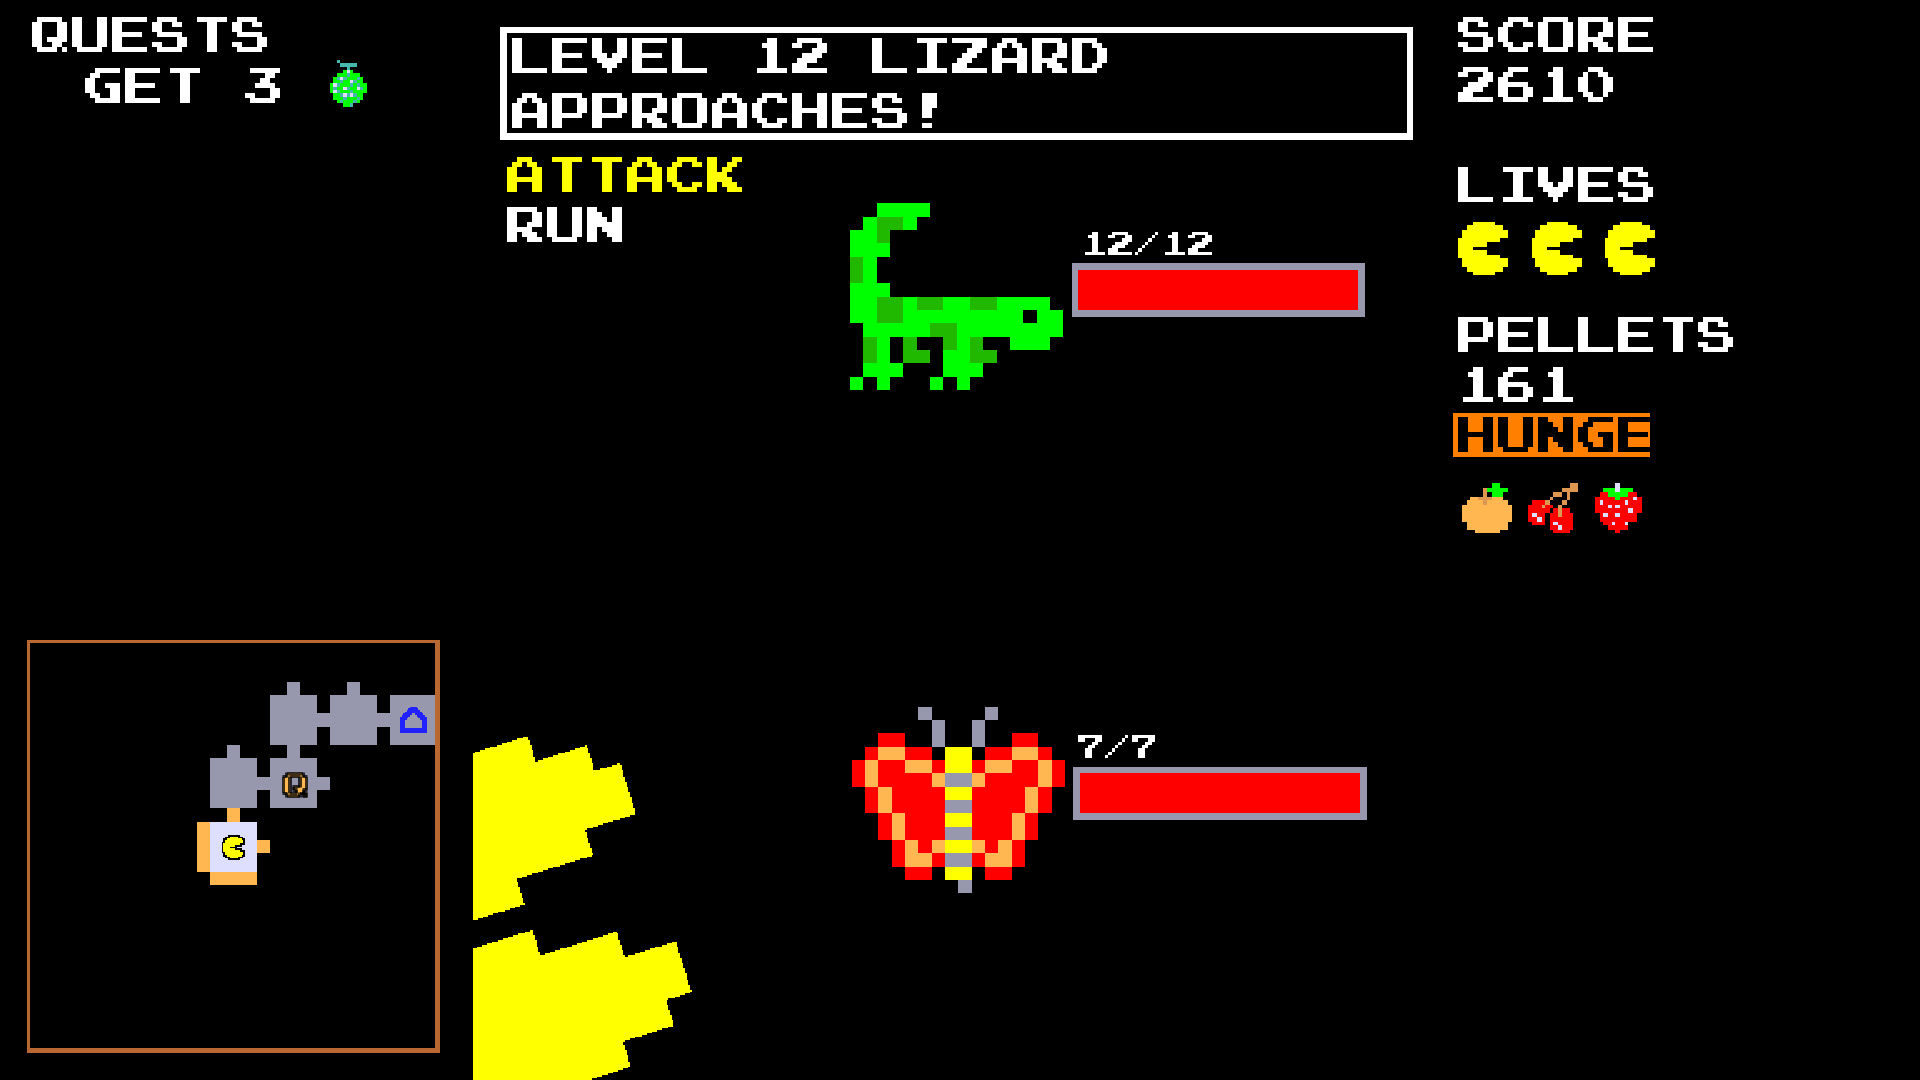 QUESTS
GET 3
LEVEL 12 LIZARD
APPROACHES!
ATTACK
RUN
12/12
7/7
SCORE
2610
LIVES
PELLETS
161
HUNGE
Q